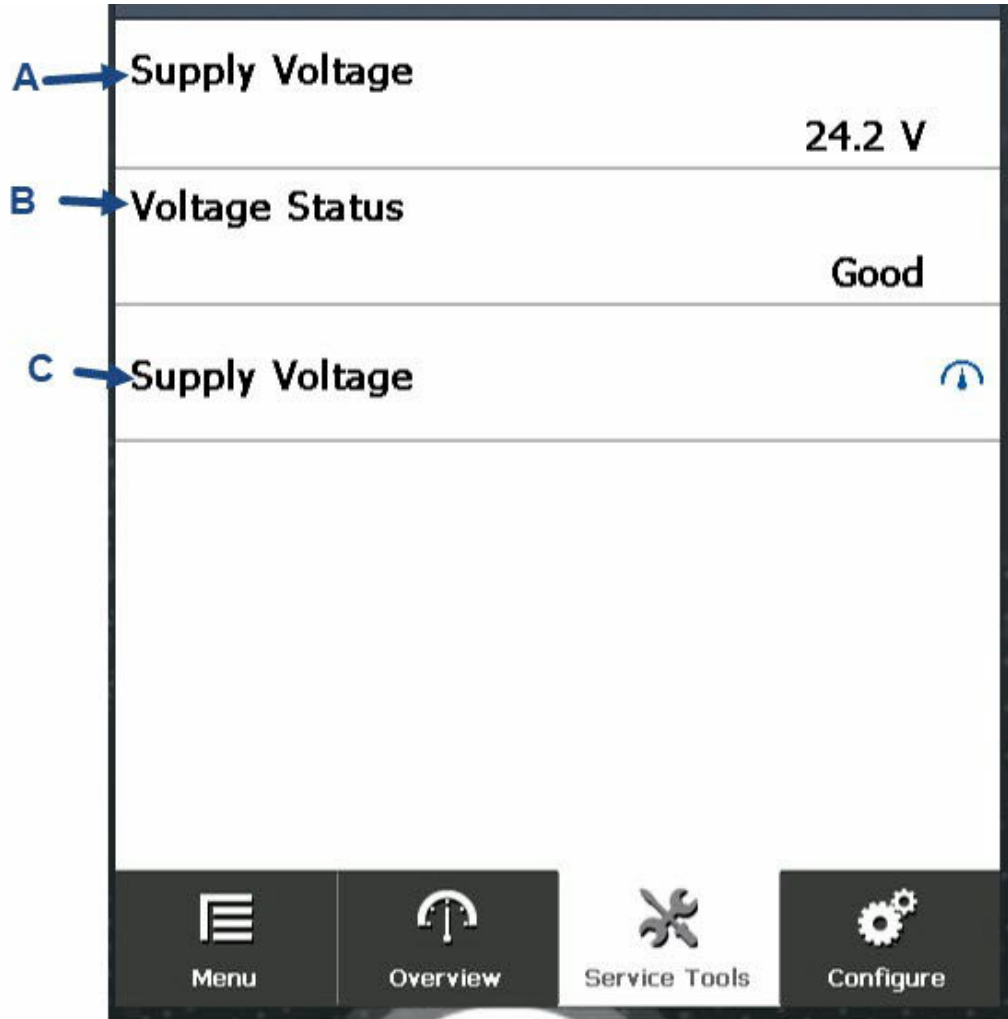 A
Supply Voltage
24.2 V
B
Voltage Status
Good
C
Supply Voltage
Menu
Overview
Service Tools
Configure